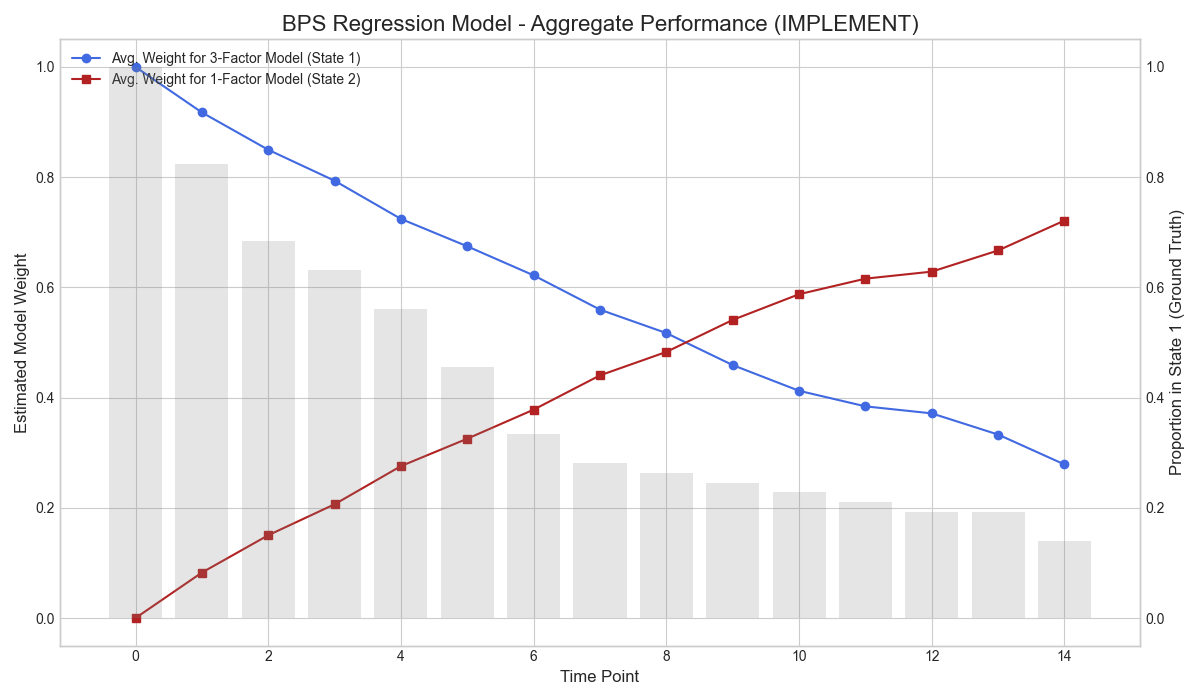 BPS Regression Model - Aggregate Performance (IMPLEMENT)
Avg. Weight for 3-Factor Model (State 1)
Avg. Weight for 1-Factor Model (State 2)
Estimated Model Weight
1.0
0.8
0.6
0.4
0.2
0.0
Proportion in State 1 (Ground Truth)
1.0
0.8
0.6
0.4
0.2
0.0
0 2 4 6 8 10 12 14
Time Point